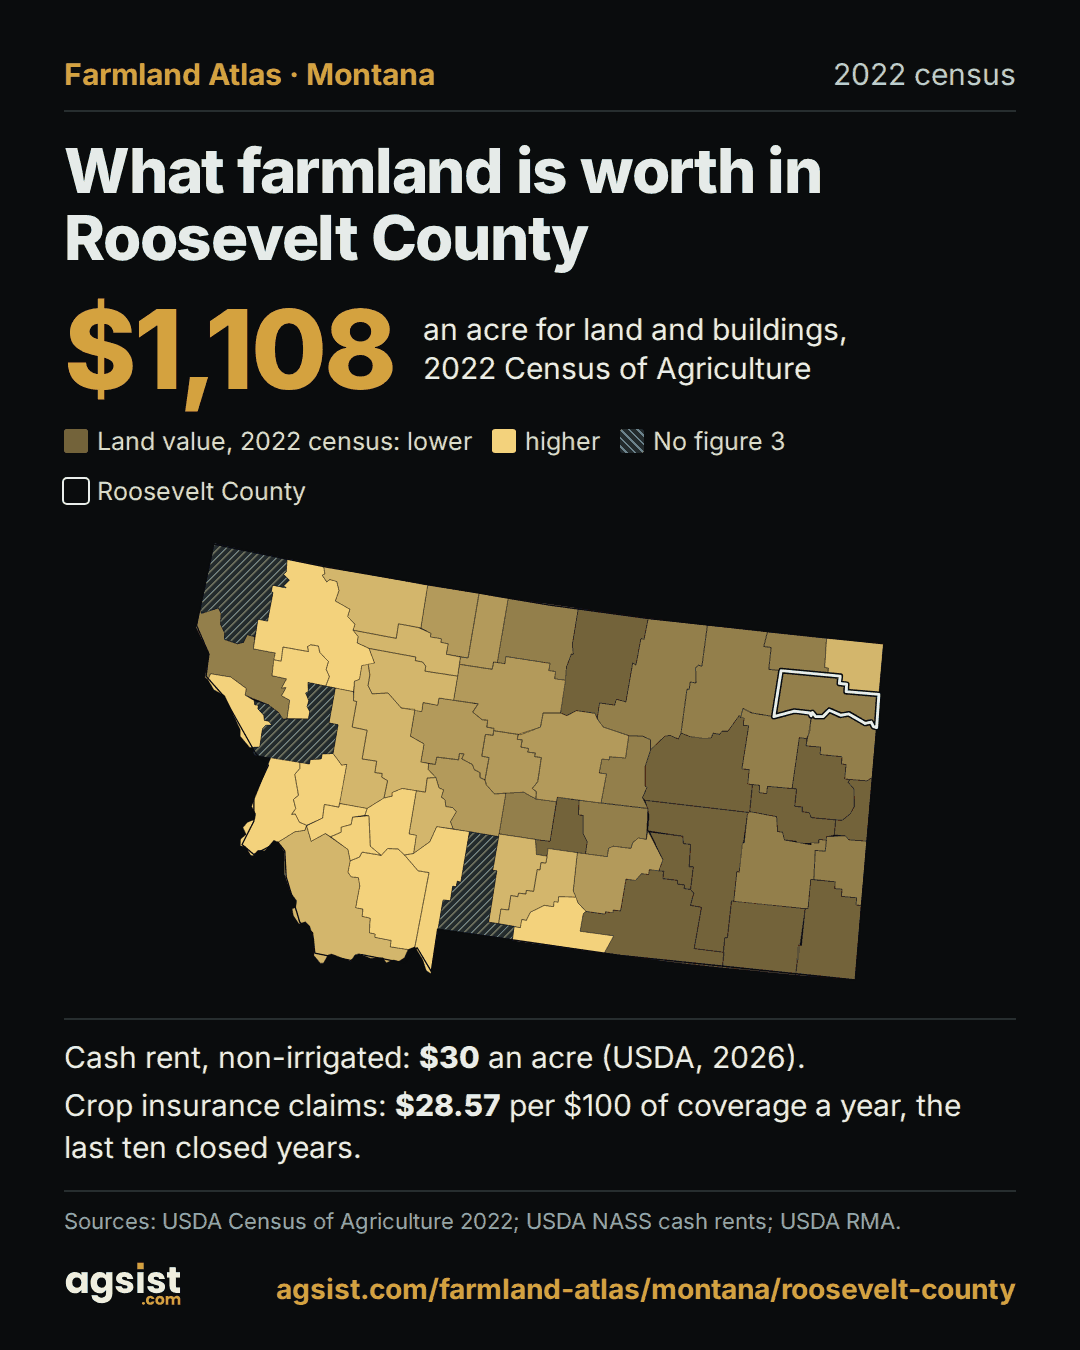 Farmland Atlas · Montana
2022 census
What farmland is worth in
Roosevelt County
$1,108
an acre for land and buildings,
2022 Census of Agriculture
Land value, 2022 census: lower
higher
No figure 3
Roosevelt County
Cash rent, non-irrigated: $30 an acre (USDA, 2026).
Crop insurance claims: $28.57 per $100 of coverage a year, the
last ten closed years.
Sources: USDA Census of Agriculture 2022; USDA NASS cash rents; USDA RMA.
agsist
.com
agsist.com/farmland-atlas/montana/roosevelt-county